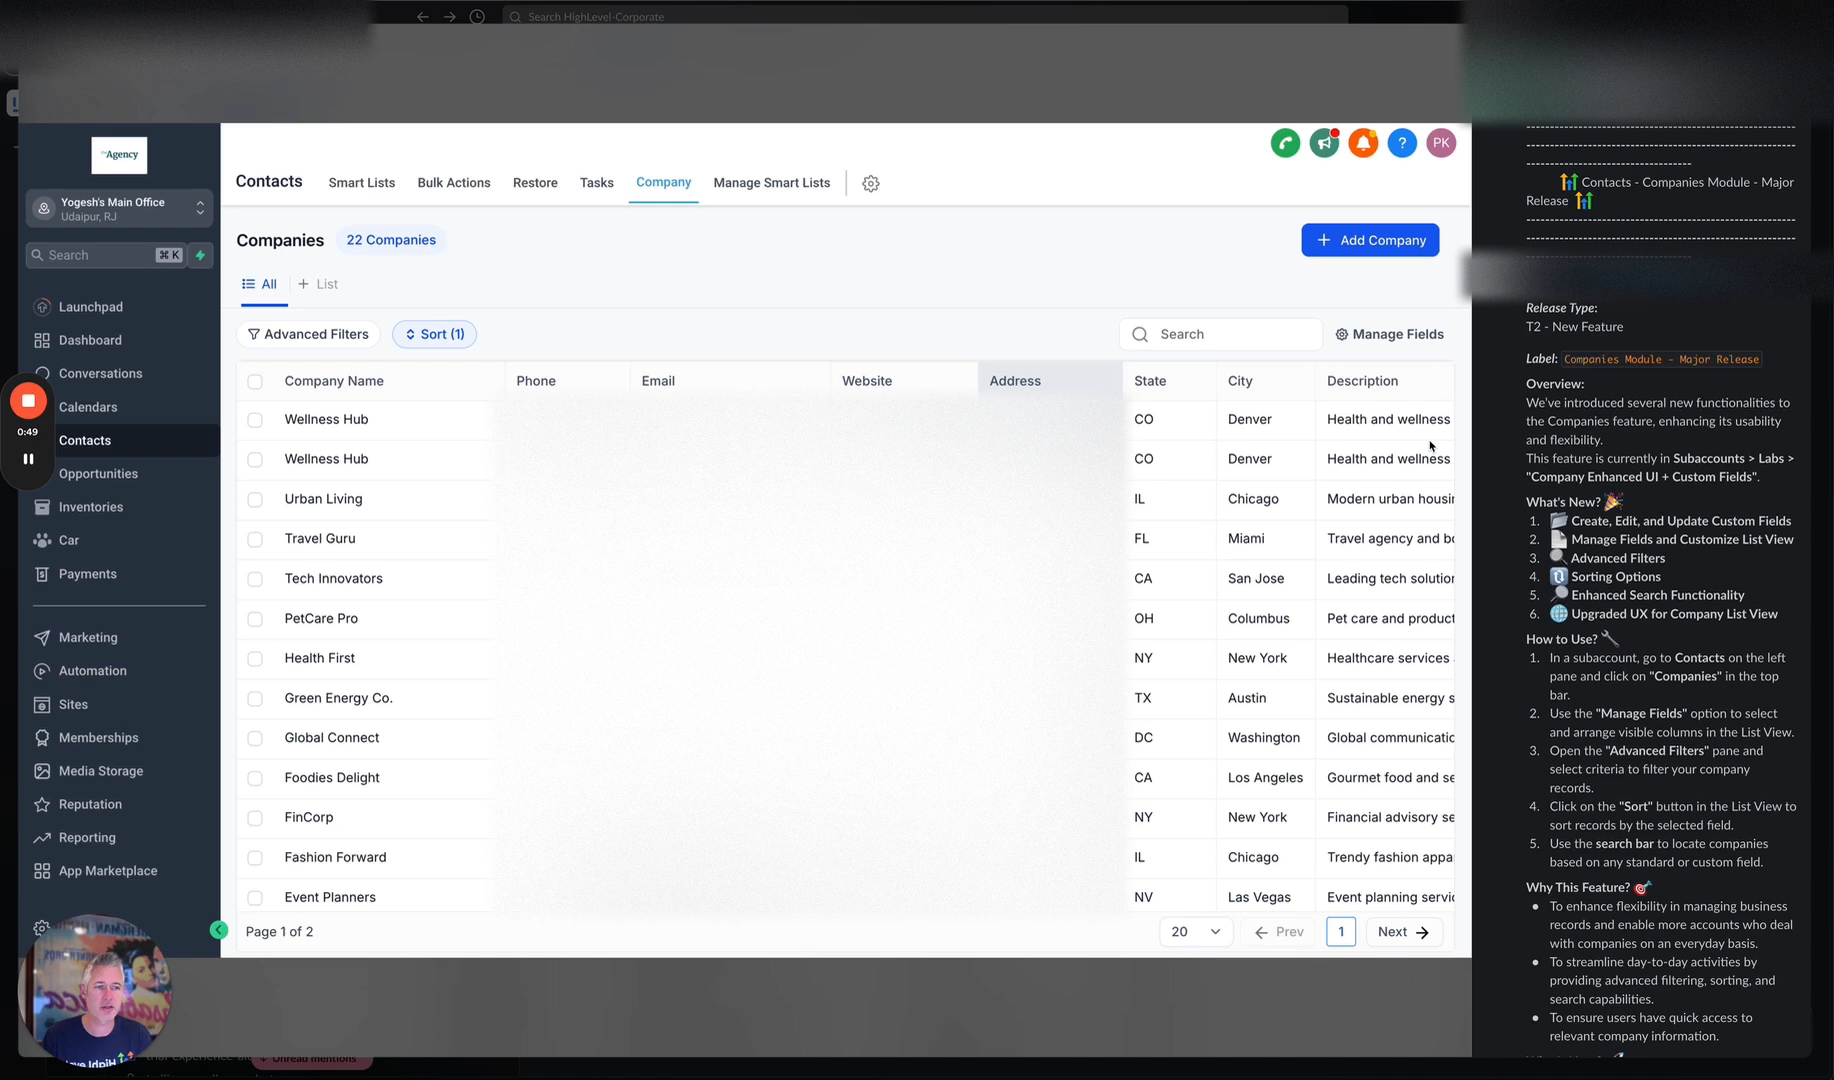 Search HighLevel-Corporate
Agency
Yogesh's Main Office
Udaipur, RJ
Search
⌘ K
Launchpad
Dashboard
Conversations
Calendars
0:49
Contacts
Opportunities
Inventories
Car
Payments
Marketing
Automation
Sites
Memberships
Media Storage
Reputation
Reporting
App Marketplace
PK
Contacts
Smart Lists
Bulk Actions
Restore
Tasks
Company
Manage Smart Lists
Companies
22 Companies
+ Add Company
All
+ List
Advanced Filters
Sort (1)
Search
Manage Fields
Company Name Phone Email Website Address State City Description
Wellness Hub CO Denver Health and wellness
Wellness Hub CO Denver Health and wellness
Urban Living IL Chicago Modern urban housi
Travel Guru FL Miami Travel agency and bo
Tech Innovators CA San Jose Leading tech solution
PetCare Pro OH Columbus Pet care and product
Health First NY New York Healthcare services
Green Energy Co. TX Austin Sustainable energy s
Global Connect DC Washington Global communicatio
Foodies Delight CA Los Angeles Gourmet food and se
FinCorp NY New York Financial advisory se
Fashion Forward IL Chicago Trendy fashion appa
Event Planners NV Las Vegas Event planning servic
Page 1 of 2
20
← Prev
1
Next →
Unread mentions
Contacts - Companies Module - Major
Release
Release Type:
T2 - New Feature
Label: Companies Module - Major Release
Overview:
We've introduced several new functionalities to
the Companies feature, enhancing its usability
and flexibility.
This feature is currently in Subaccounts > Labs >
"Company Enhanced UI + Custom Fields".
What's New? 🎉
1. 📂 Create, Edit, and Update Custom Fields
2. 📄 Manage Fields and Customize List View
3. 🔍 Advanced Filters
4. 🔃 Sorting Options
5. 🔎 Enhanced Search Functionality
6. 🌐 Upgraded UX for Company List View
How to Use? 🔧
1. In a subaccount, go to Contacts on the left
pane and click on "Companies" in the top
bar.
2. Use the "Manage Fields" option to select
and arrange visible columns in the List View.
3. Open the "Advanced Filters" pane and
select criteria to filter your company
records.
4. Click on the "Sort" button in the List View to
sort records by the selected field.
5. Use the search bar to locate companies
based on any standard or custom field.
Why This Feature? 🎯
• To enhance flexibility in managing business
records and enable more accounts who deal
with companies on an everyday basis.
• To streamline day-to-day activities by
providing advanced filtering, sorting, and
search capabilities.
• To ensure users have quick access to
relevant company information.